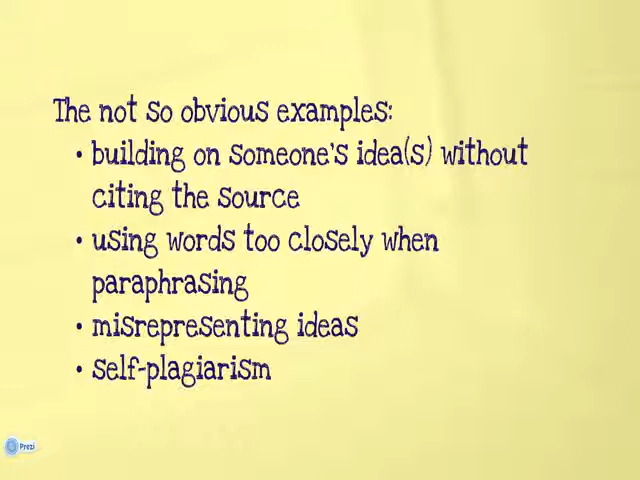 The not so obvious examples:
• building on someone's idea(s) without
citing the source
• using words too closely when
paraphrasing
• misrepresenting ideas
• self-plagiarism
Prezi